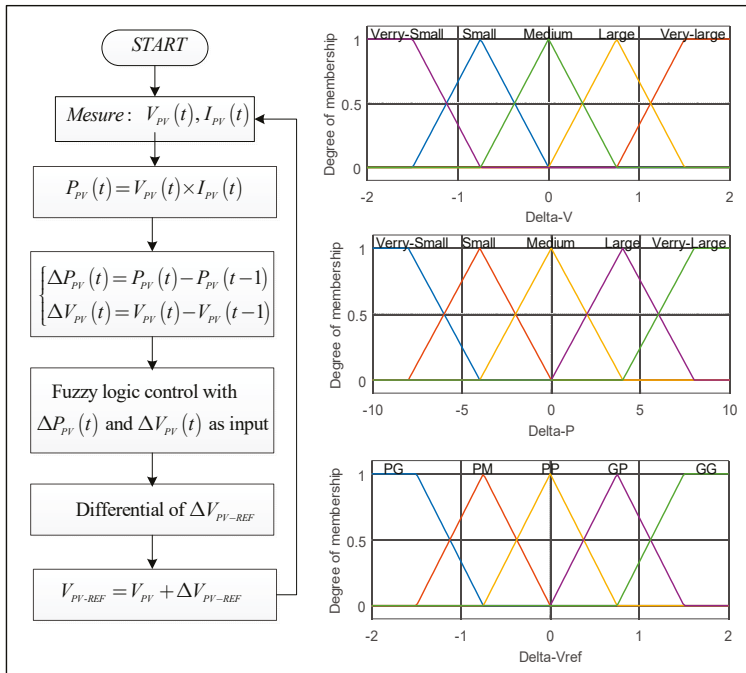 START
Mesure: V_PV(t), I_PV(t)
P_PV(t)=V_PV(t)×I_PV(t)
ΔP_PV(t)=P_PV(t)−P_PV(t−1)
ΔV_PV(t)=V_PV(t)−V_PV(t−1)
Fuzzy logic control with
ΔP_PV(t) and ΔV_PV(t) as input
Differential of ΔV_PV−REF
V_PV-REF=V_PV+ΔV_PV−REF
Verry-Small Small Medium Large Very-large
Degree of membership
1
0.5
0
-2 -1 0 1 2
Delta-V
Verry-Small Small Medium Large Verry-Large
Degree of membership
1
0.5
0
-10 -5 0 5 10
Delta-P
PG PM PP GP GG
Degree of membership
1
0.5
0
-2 -1 0 1 2
Delta-Vref